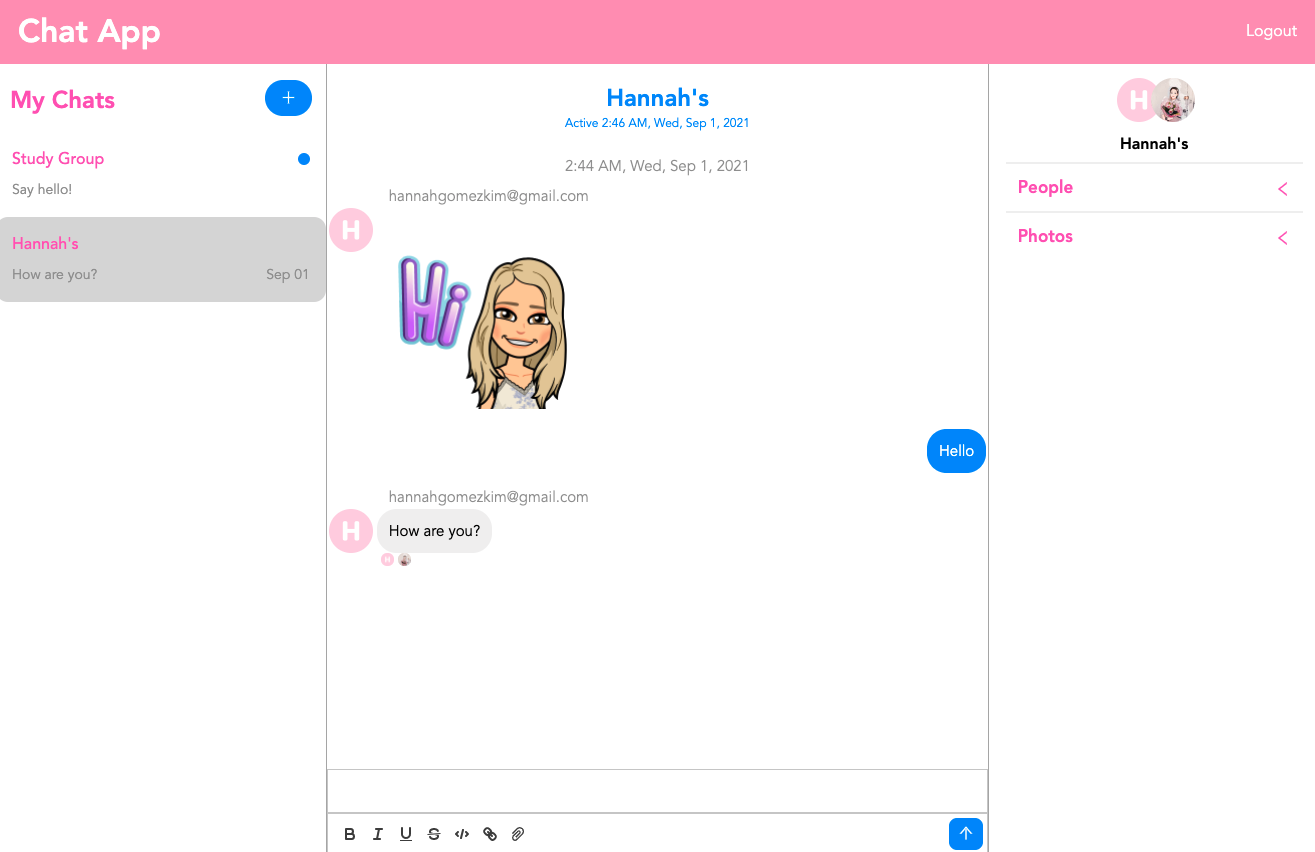 Chat App
Logout
My Chats
+
Study Group
Say hello!
Hannah's
How are you?
Sep 01
Hannah's
Active 2:46 AM, Wed, Sep 1, 2021
2:44 AM, Wed, Sep 1, 2021
hannahgomezkim@gmail.com
H
Hi
Hello
hannahgomezkim@gmail.com
H
How are you?
H
B I U S </>
H
Hannah's
People
Photos